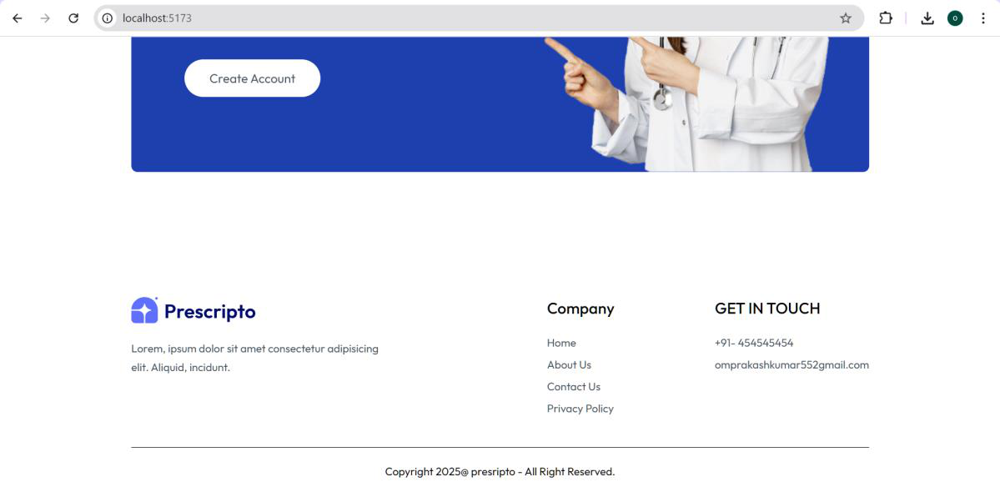 localhost:5173
O
Create Account
Prescripto
Lorem, ipsum dolor sit amet consectetur adipisicing
elit. Aliquid, incidunt.
Company
Home
About Us
Contact Us
Privacy Policy
GET IN TOUCH
+91- 454545454
omprakashkumar552gmail.com
Copyright 2025@ presripto - All Right Reserved.